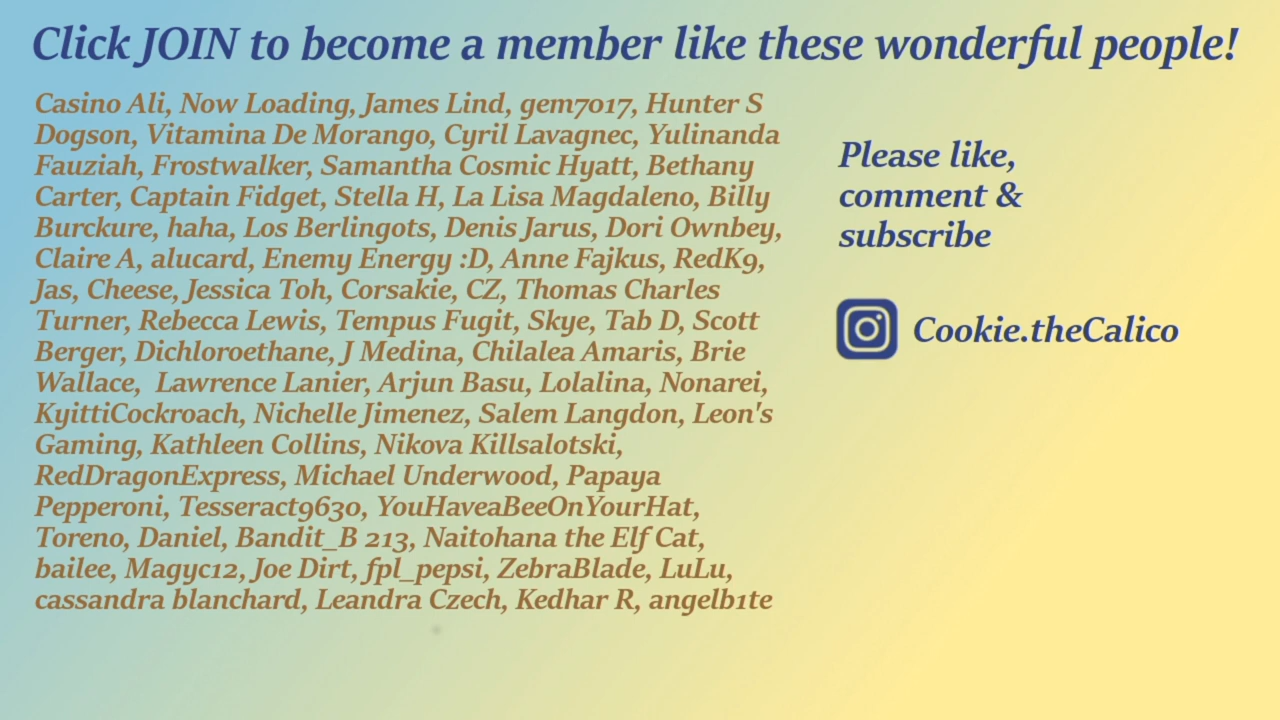 Click JOIN to become a member like these wonderful people!
Casino Ali, Now Loading, James Lind, gem7017, Hunter S
Dogson, Vitamina De Morango, Cyril Lavagnec, Yulinanda
Fauziah, Frostwalker, Samantha Cosmic Hyatt, Bethany
Carter, Captain Fidget, Stella H, La Lisa Magdaleno, Billy
Burckure, haha, Los Berlingots, Denis Jarus, Dori Ownbey,
Claire A, alucard, Enemy Energy :D, Anne Fajkus, RedK9,
Jas, Cheese, Jessica Toh, Corsakie, CZ, Thomas Charles
Turner, Rebecca Lewis, Tempus Fugit, Skye, Tab D, Scott
Berger, Dichloroethane, J Medina, Chilalea Amaris, Brie
Wallace,  Lawrence Lanier, Arjun Basu, Lolalina, Nonarei,
KyittiCockroach, Nichelle Jimenez, Salem Langdon, Leon's
Gaming, Kathleen Collins, Nikova Killsalotski,
RedDragonExpress, Michael Underwood, Papaya
Pepperoni, Tesseract9630, YouHaveaBeeOnYourHat,
Toreno, Daniel, Bandit_B 213, Naitohana the Elf Cat,
bailee, Magyc12, Joe Dirt, fpl_pepsi, ZebraBlade, LuLu,
cassandra blanchard, Leandra Czech, Kedhar R, angelb1te
Please like,
comment &
subscribe
Cookie.theCalico